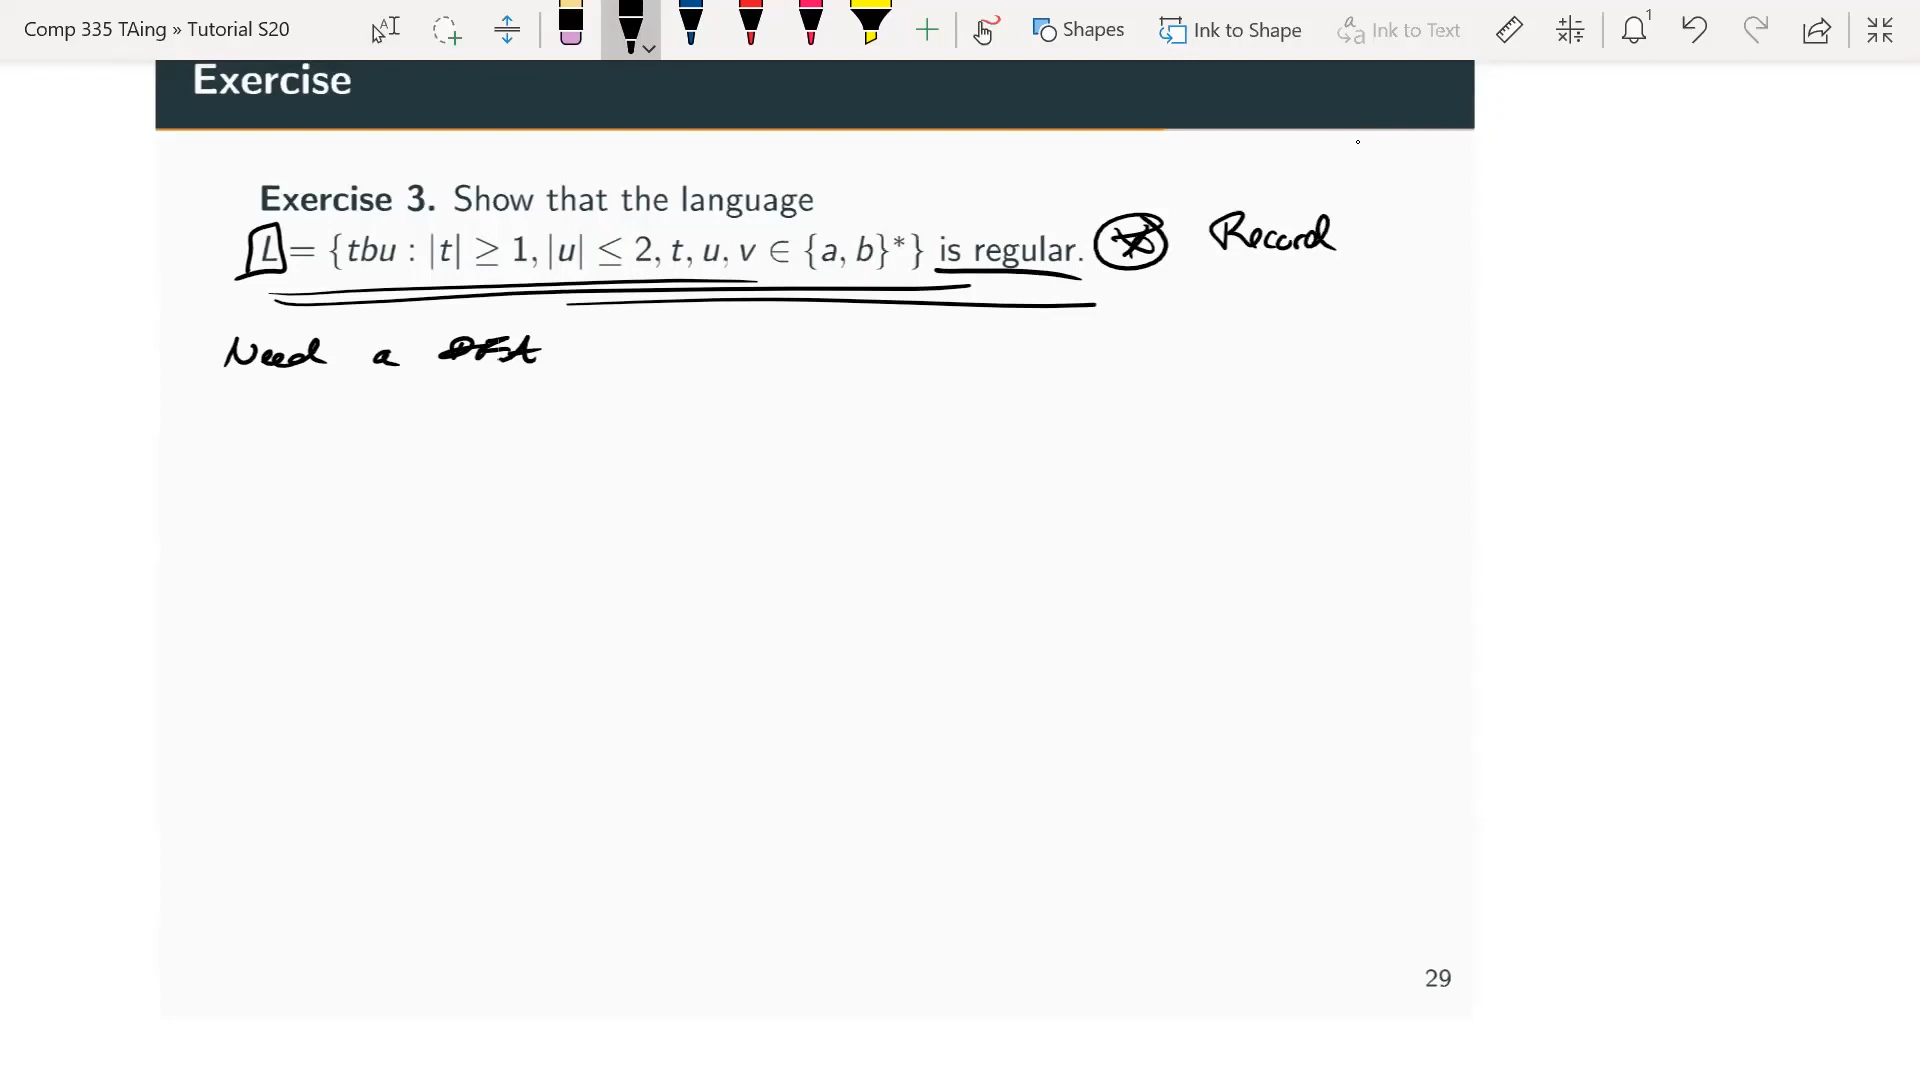 Comp 335 TAing » Tutorial S20
Shapes
Ink to Shape
Ink to Text
1
Exercise
Exercise 3. Show that the language
L = {tbu : |t| ≥ 1, |u| ≤ 2, t, u, v ∈ {a, b}*} is regular. Record
Need a DFA
29